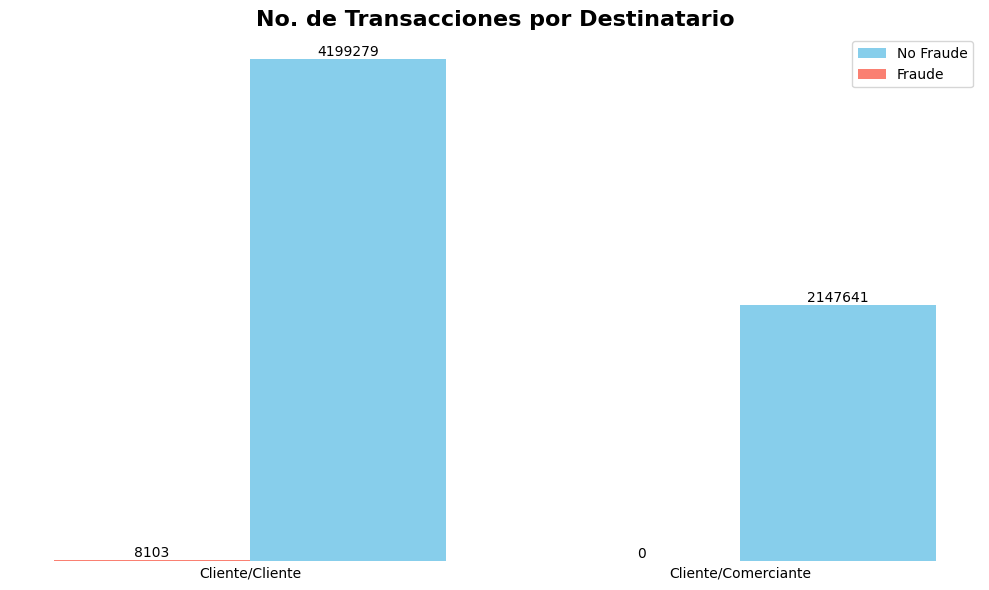 No. de Transacciones por Destinatario
4199279
No Fraude
Fraude
2147641
8103
0
Cliente/Cliente
Cliente/Comerciante